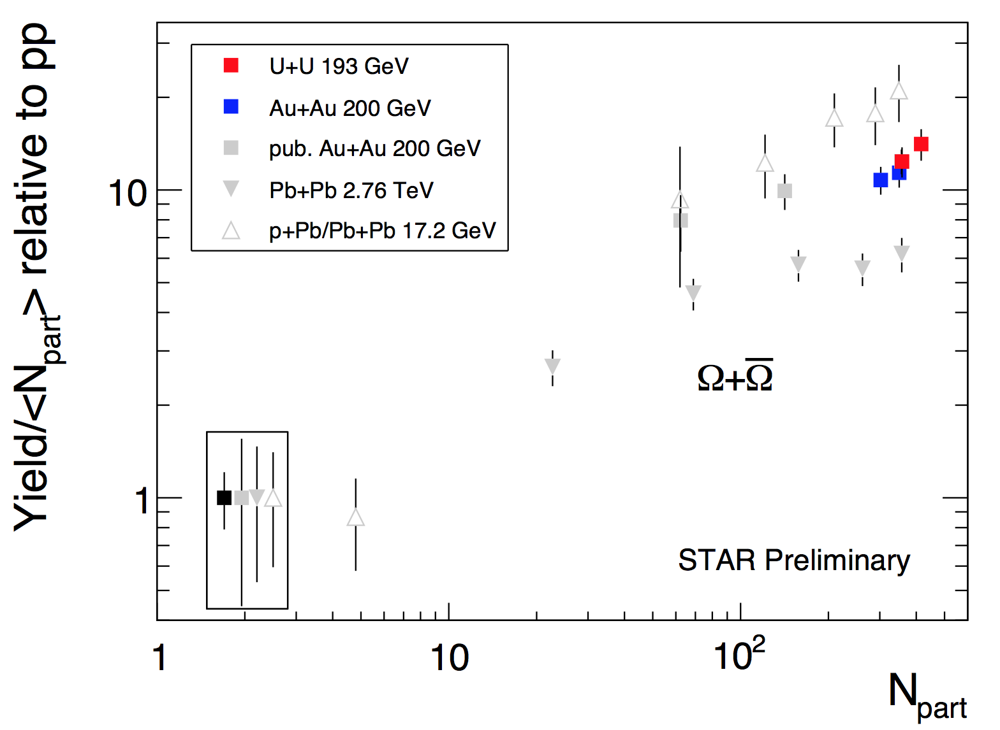 Yield/<Npart> relative to pp
U+U 193 GeV
Au+Au 200 GeV
pub. Au+Au 200 GeV
Pb+Pb 2.76 TeV
p+Pb/Pb+Pb 17.2 GeV
10
1
Ω+Ω̅
STAR Preliminary
1 10 10²
Npart